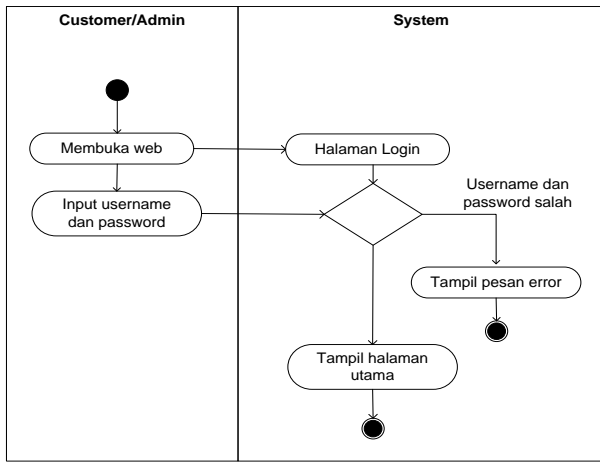 Customer/Admin
System
Membuka web
Halaman Login
Input username
dan password
Username dan
password salah
Tampil pesan error
Tampil halaman
utama